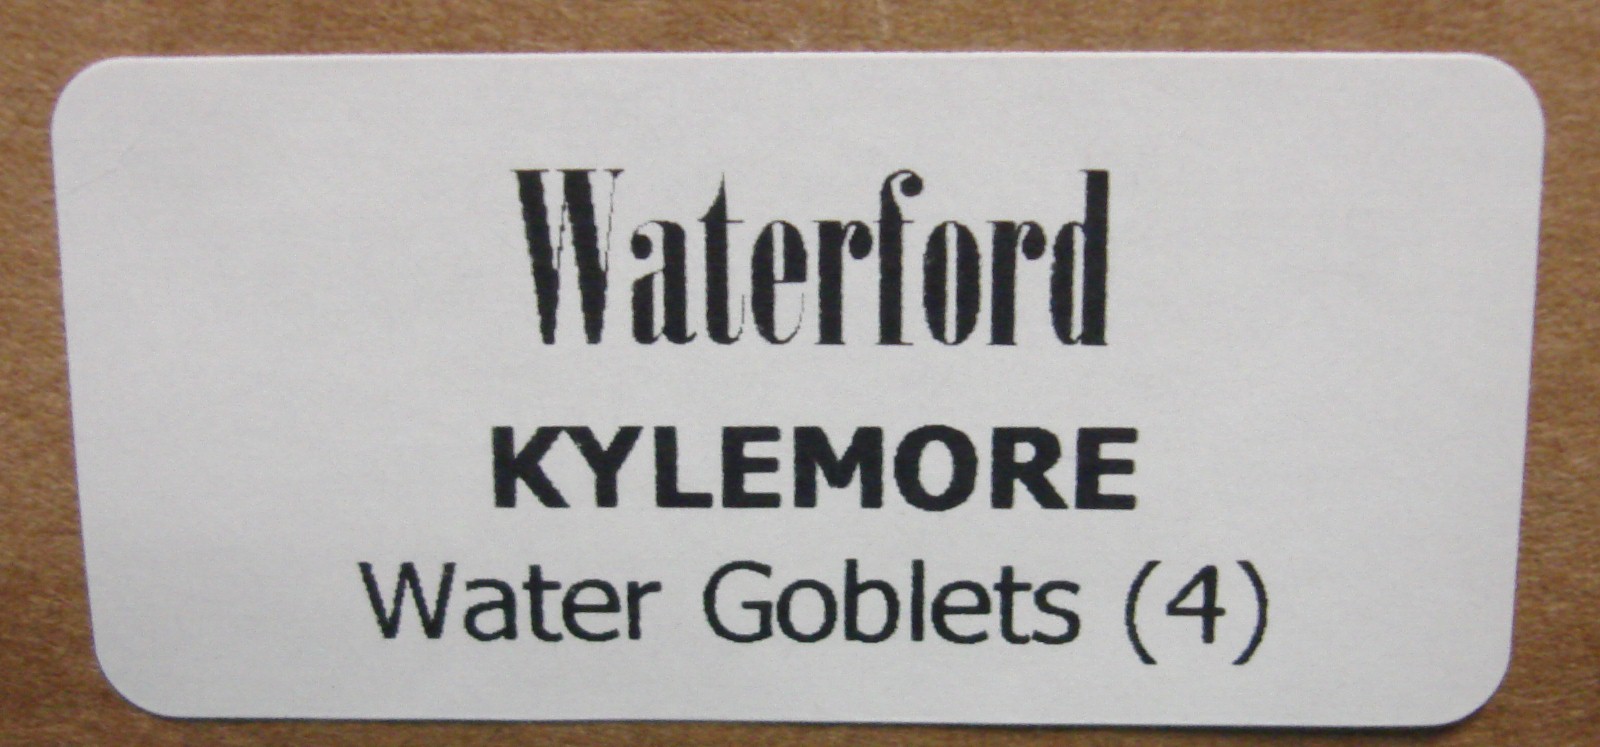 Waterford
KYLEMORE
Water Goblets (4)